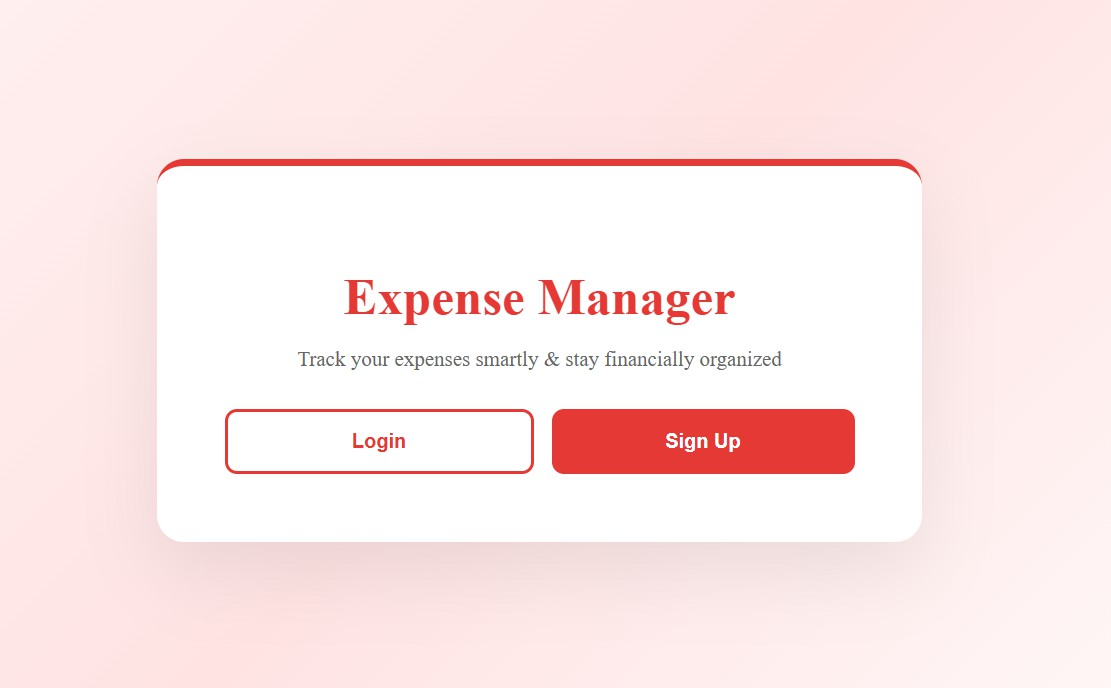 Expense Manager
Track your expenses smartly & stay financially organized
Login
Sign Up